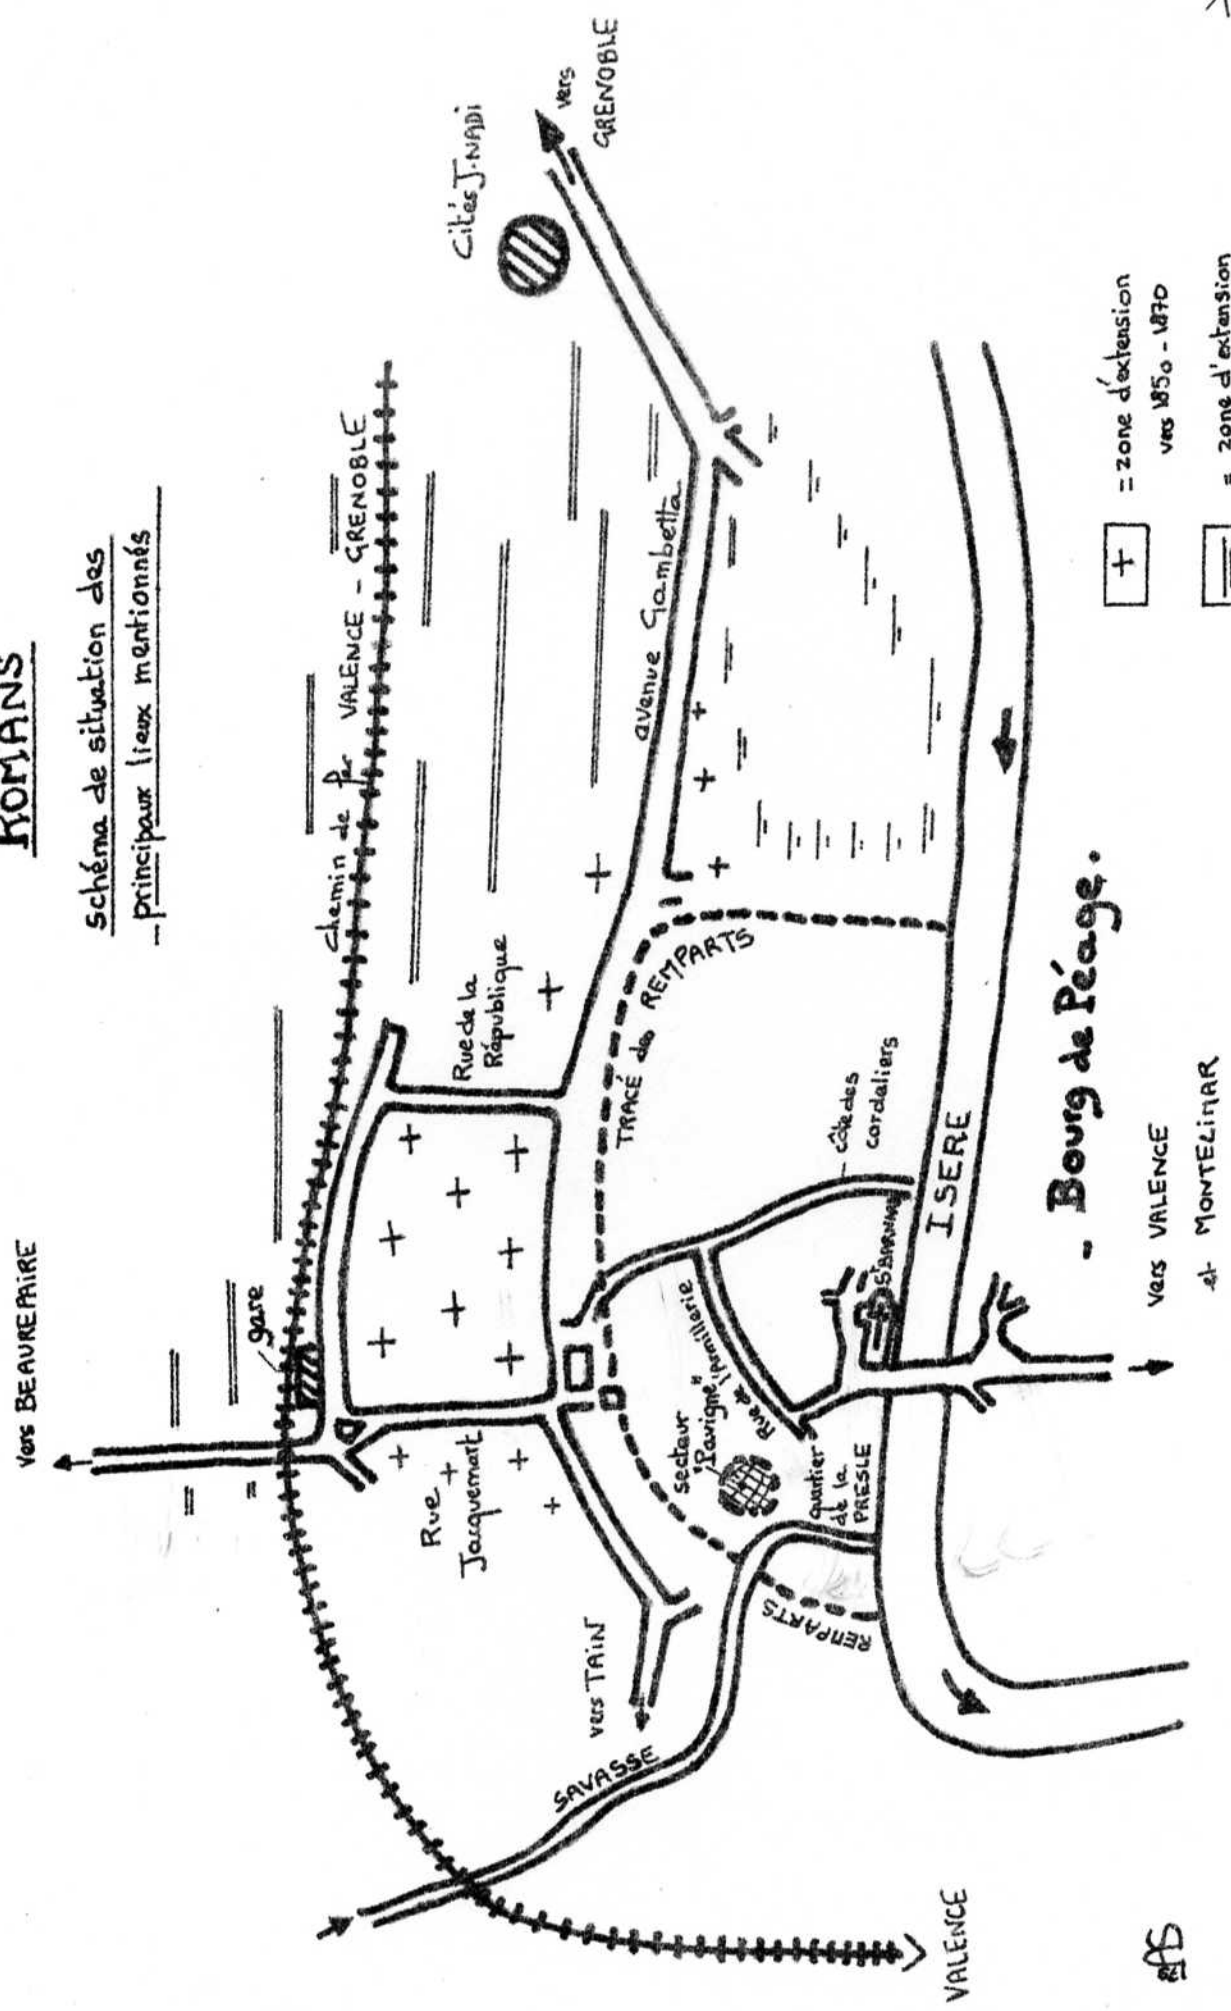 ROMANS
schéma de situation des
principaux lieux mentionnés
vers BEAUREPAIRE
gare
Chemin de fer VALENCE - GRENOBLE
Cités J.NADI
vers
GRENOBLE
Rue
Jacquemart
Rue de la
République
avenue Gambetta
TRACÉ des REMPARTS
vers TAIN
SAVASSE
secteur
"Pavigne"
Rue de l'armillerie
côte des
cordeliers
quartier
de la
PRESLE
St BARNARD
REMPARTS
ISERE
VALENCE
- Bourg de Péage.
vers VALENCE
et MONTELIMAR
+ = zone d'extension
vers 1850 - 1870
= zone d'extension